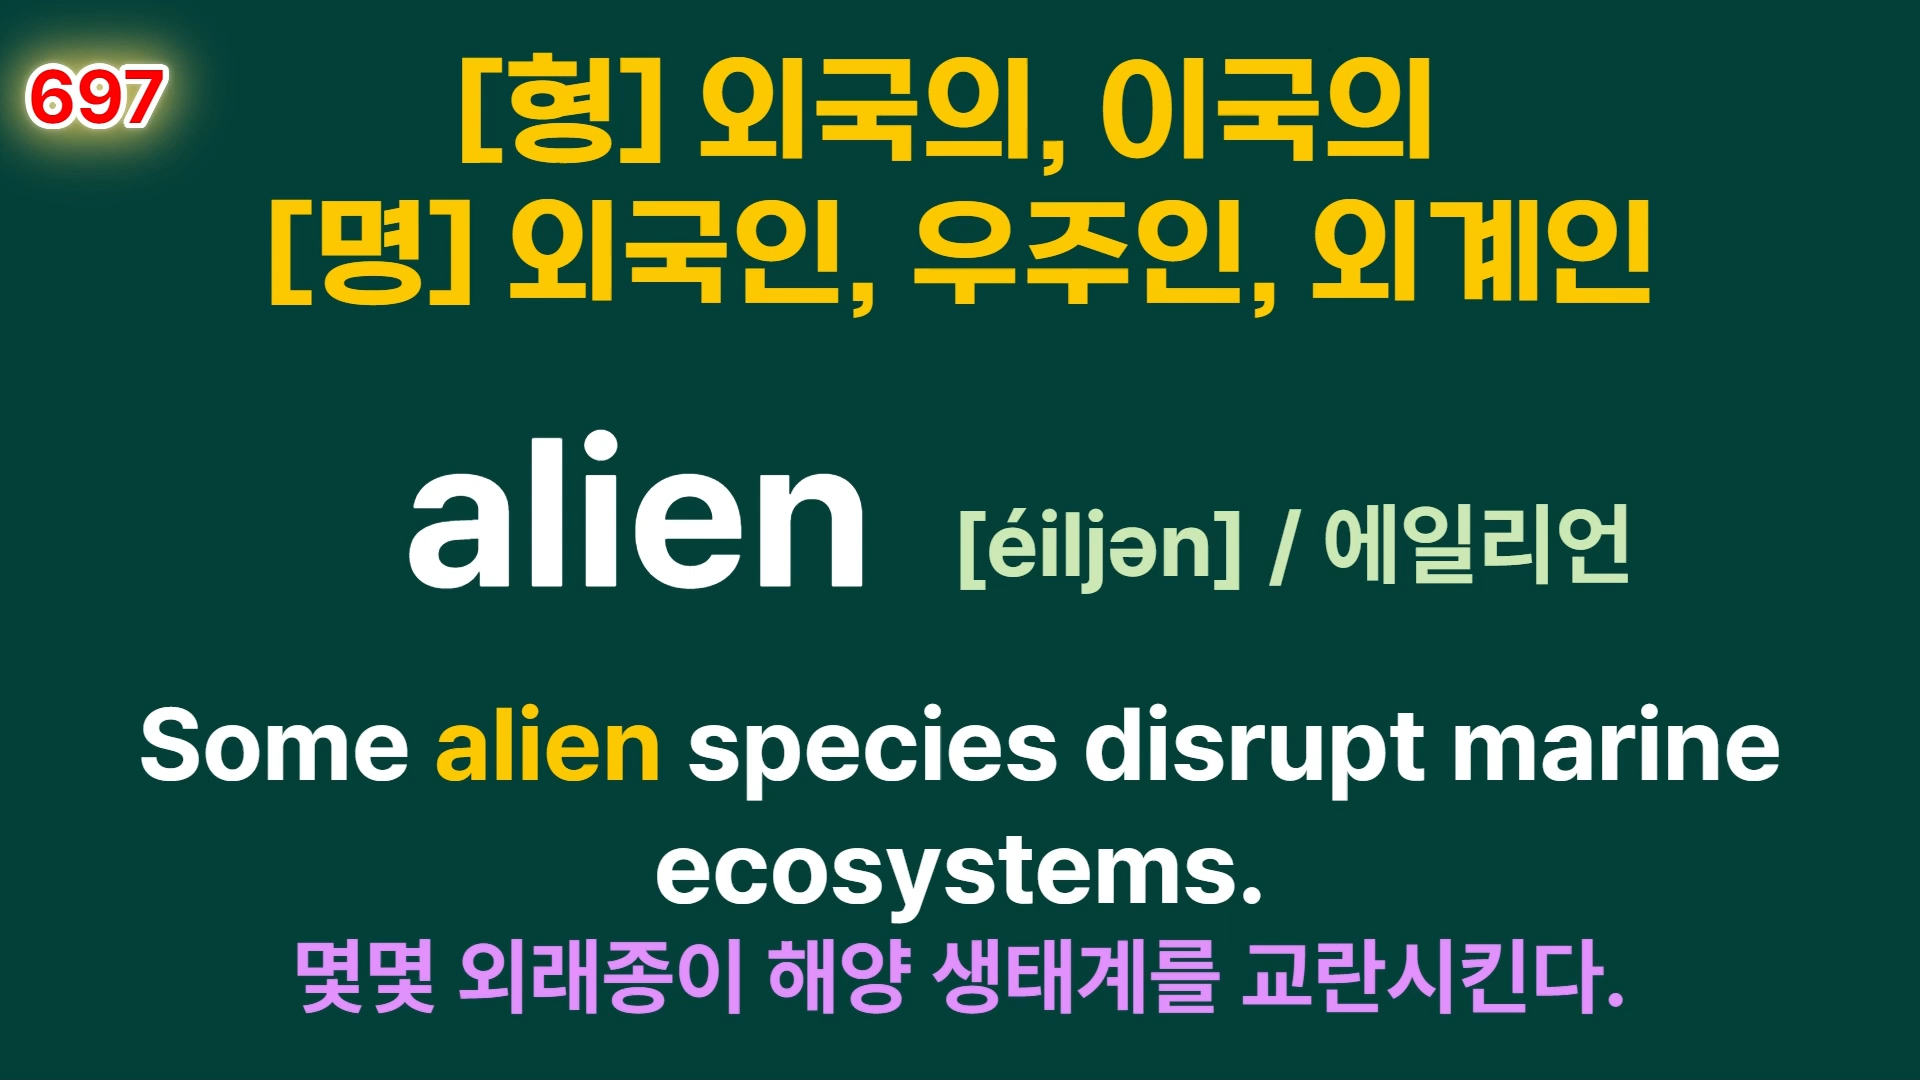 697
[형] 외국의, 이국의
[명] 외국인, 우주인, 외계인
alien [éiljən] / 에일리언
Some alien species disrupt marine
ecosystems.
몇몇 외래종이 해양 생태계를 교란시킨다.